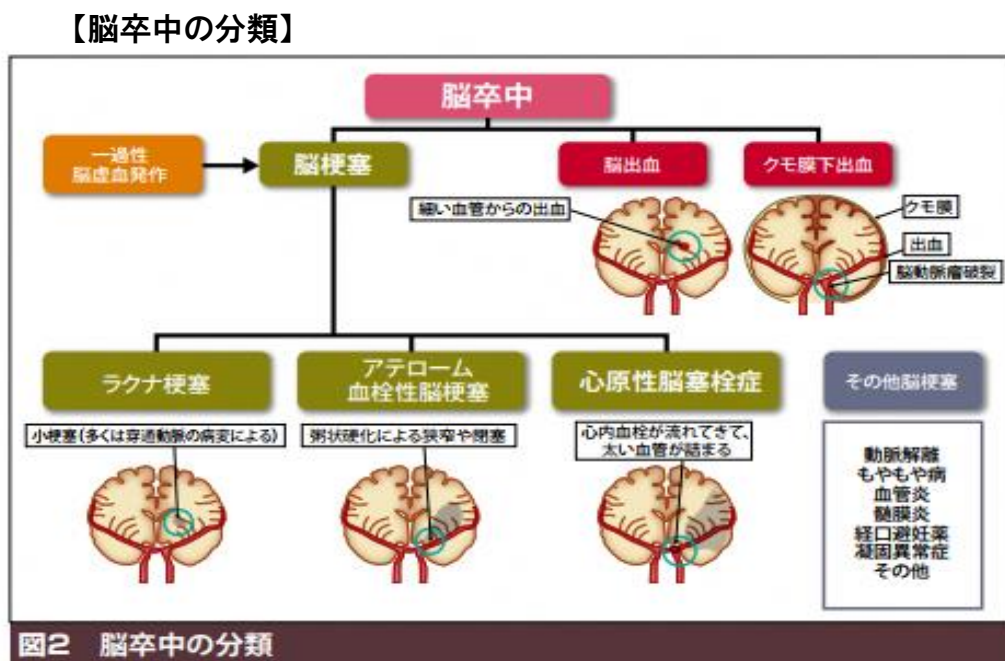 【脳卒中の分類】
脳卒中
一過性
脳虚血発作
脳梗塞
脳出血
クモ膜下出血
細い血管からの出血
クモ膜
出血
脳動脈瘤破裂
ラクナ梗塞
アテローム
血栓性脳梗塞
心原性脳塞栓症
その他脳梗塞
小梗塞(多くは穿通動脈の病変による)
粥状硬化による狭窄や閉塞
心内血栓が流れてきて、
太い血管が詰まる
動脈解離
もやもや病
血管炎
髄膜炎
経口避妊薬
凝固異常症
その他
図2 脳卒中の分類